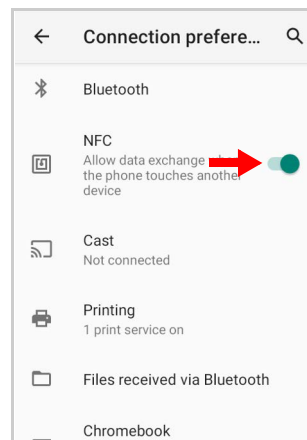 Connection prefere...
Bluetooth
NFC
Allow data exchange
the phone touches another
device
Cast
Not connected
Printing
1 print service on
Files received via Bluetooth
Chromebook